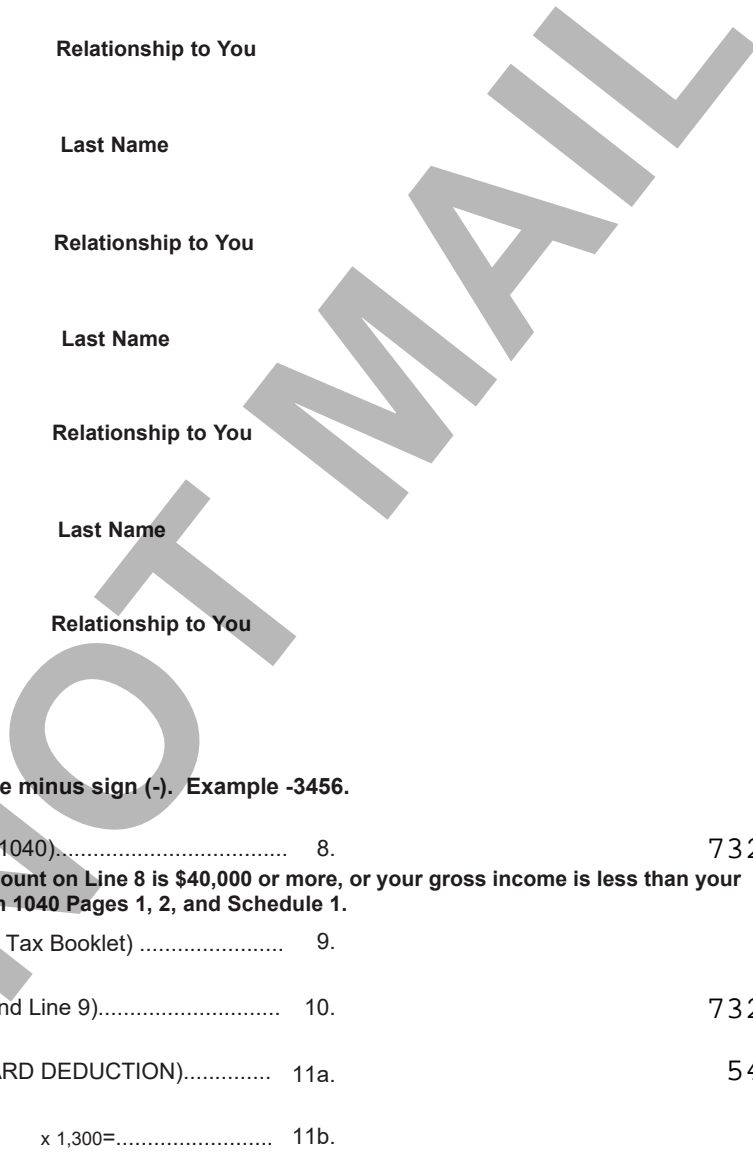 Relationship to You
Last Name
Relationship to You
Last Name
Relationship to You
Last Name
Relationship to You
NOT MAIL
e minus sign (-).  Example -3456.
1040)..................................... 8. 732
ount on Line 8 is $40,000 or more, or your gross income is less than your
1040 Pages 1, 2, and Schedule 1.
Tax Booklet) ....................... 9.
nd Line 9)............................. 10. 732
ARD DEDUCTION).............. 11a. 54
x 1,300=......................... 11b.